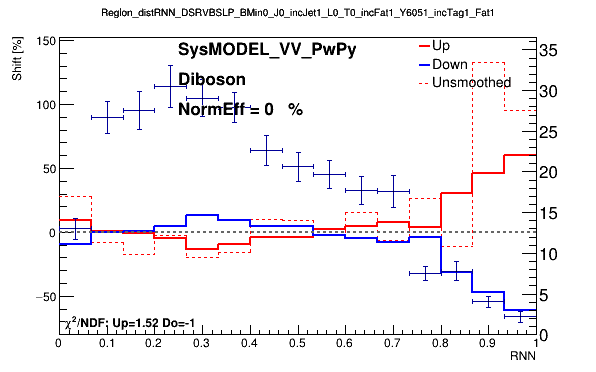 Region_distRNN_DSRVBSLP_BMin0_J0_incJet1_L0_T0_incFat1_Y6051_incTag1_Fat1
Shift [%]
SysMODEL_VV_PwPy
Diboson
NormEff = 0 %
Up
Down
Unsmoothed
150
100
50
0
−50
35
30
25
20
15
10
5
0
χ²/NDF: Up=1.52 Do=-1
0 0.1 0.2 0.3 0.4 0.5 0.6 0.7 0.8 0.9 1
RNN